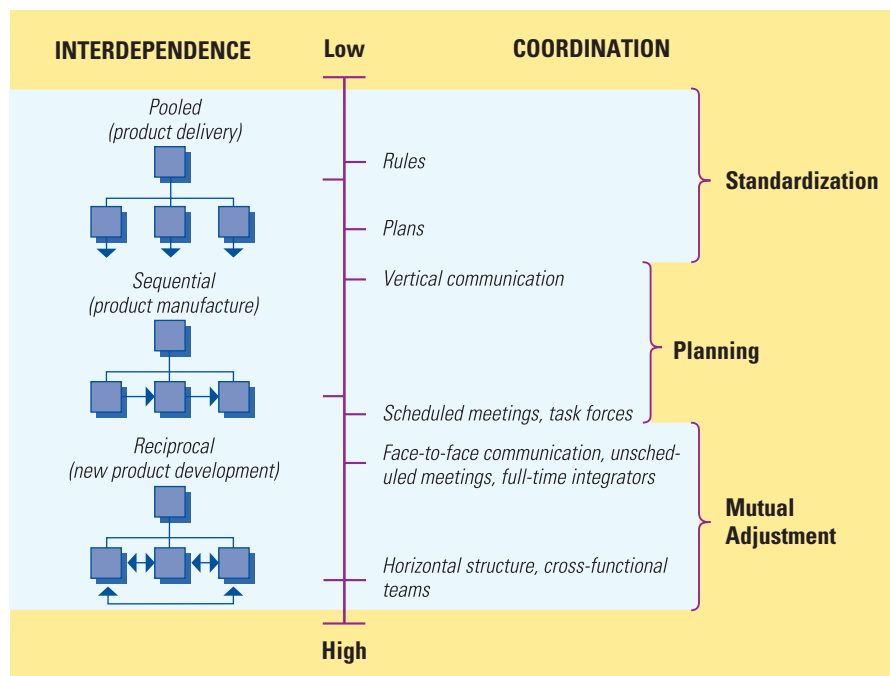 INTERDEPENDENCE
Low
COORDINATION
Pooled
(product delivery)
Rules
Standardization
Plans
Sequential
(product manufacture)
Vertical communication
Planning
Scheduled meetings, task forces
Reciprocal
(new product development)
Face-to-face communication, unsched-
uled meetings, full-time integrators
Mutual
Adjustment
Horizontal structure, cross-functional
teams
High